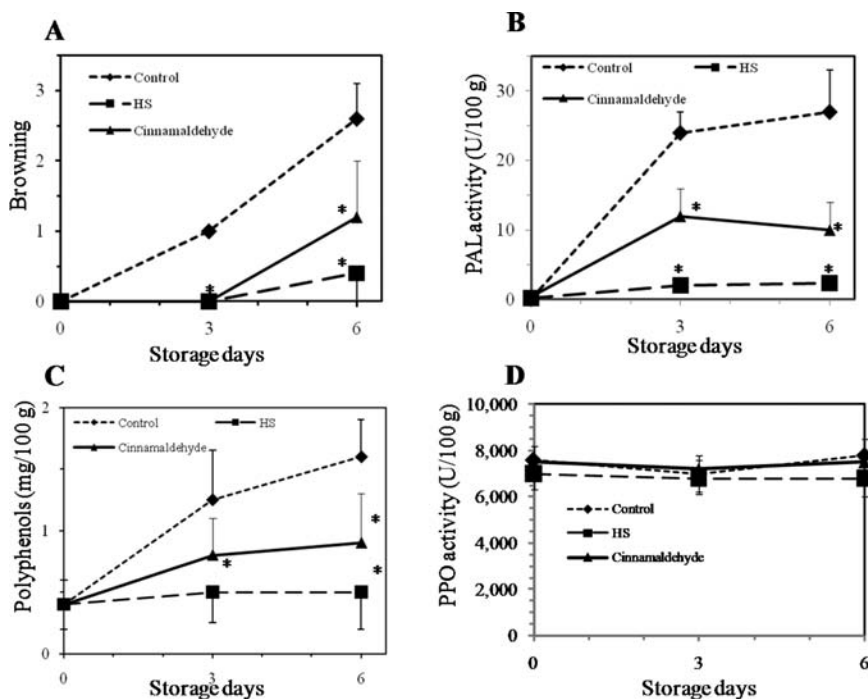 A
Browning
3
2
1
0
Control
HS
Cinnamaldehyde
*
*
*
0 3 6
Storage days
B
PAL activity (U/100 g)
30
20
10
0
Control HS
Cinnamaldehyde
*
*
*
*
0 3 6
Storage days
C
Polyphenols (mg/100 g)
2
1
0
Control HS
Cinnamaldehyde
*
*
*
0 3 6
Storage days
D
PPO activity (U/100 g)
10,000
8,000
6,000
4,000
2,000
0
Control
HS
Cinnamaldehyde
0 3 6
Storage days